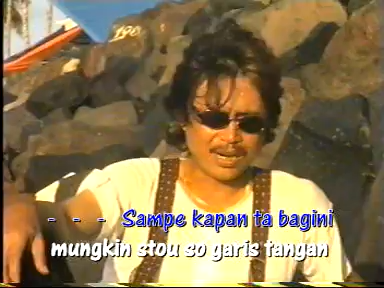 - - - Sampe kapan ta bagini
mungkin stou so garis tangan